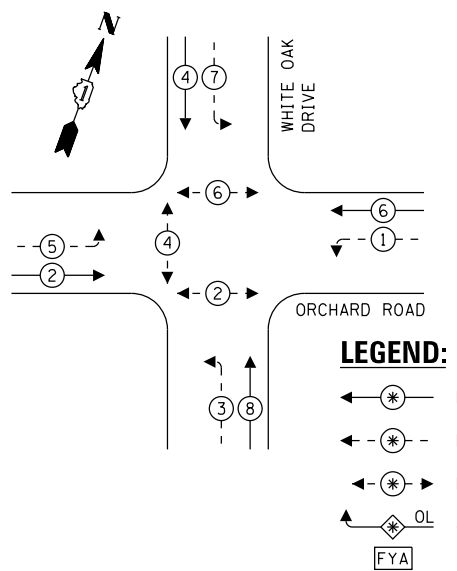 N
1
4 7
WHITE OAK
DRIVE
6
6
4
5
1
2
2
ORCHARD ROAD
LEGEND:
3 8
*
*
*
* OL
FYA